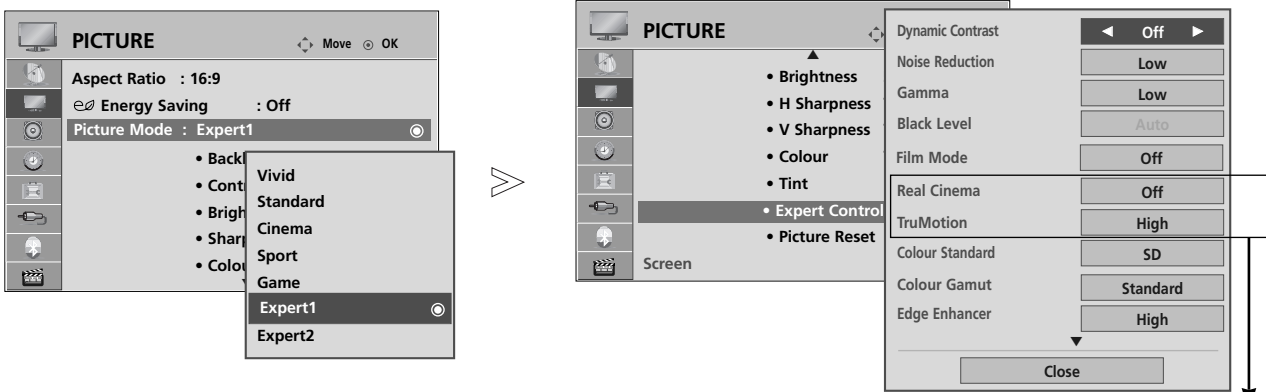 PICTURE
Move OK
Aspect Ratio : 16:9
Energy Saving : Off
Picture Mode : Expert1
• Backl
• Contr
• Brigh
• Sharp
• Colou
Vivid
Standard
Cinema
Sport
Game
Expert1
Expert2
PICTURE
• Brightness
• H Sharpness
• V Sharpness
• Colour
• Tint
• Expert Control
• Picture Reset
Screen
Dynamic Contrast Off
Noise Reduction Low
Gamma Low
Black Level Auto
Film Mode Off
Real Cinema Off
TruMotion High
Colour Standard SD
Colour Gamut Standard
Edge Enhancer High
Close